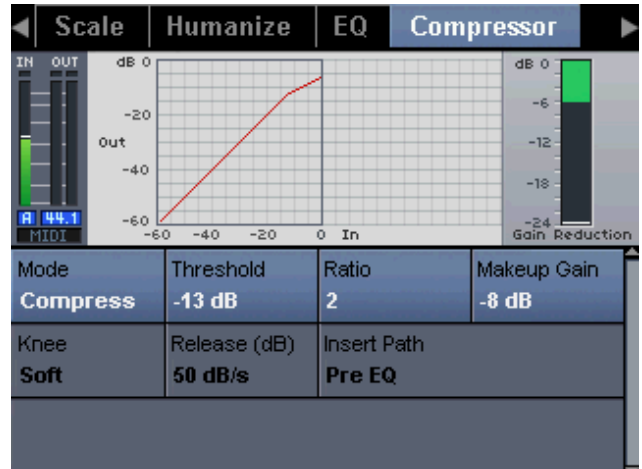 Scale Humanize EQ Compressor
IN OUT dB 0 dB 0
-20 -6
Out -12
-40 -18
A 44.1 -60 -24
MIDI -60 -40 -20 0 In Gain Reduction
Mode Threshold Ratio Makeup Gain
Compress -13 dB 2 -8 dB
Knee Release (dB) Insert Path
Soft 50 dB/s Pre EQ